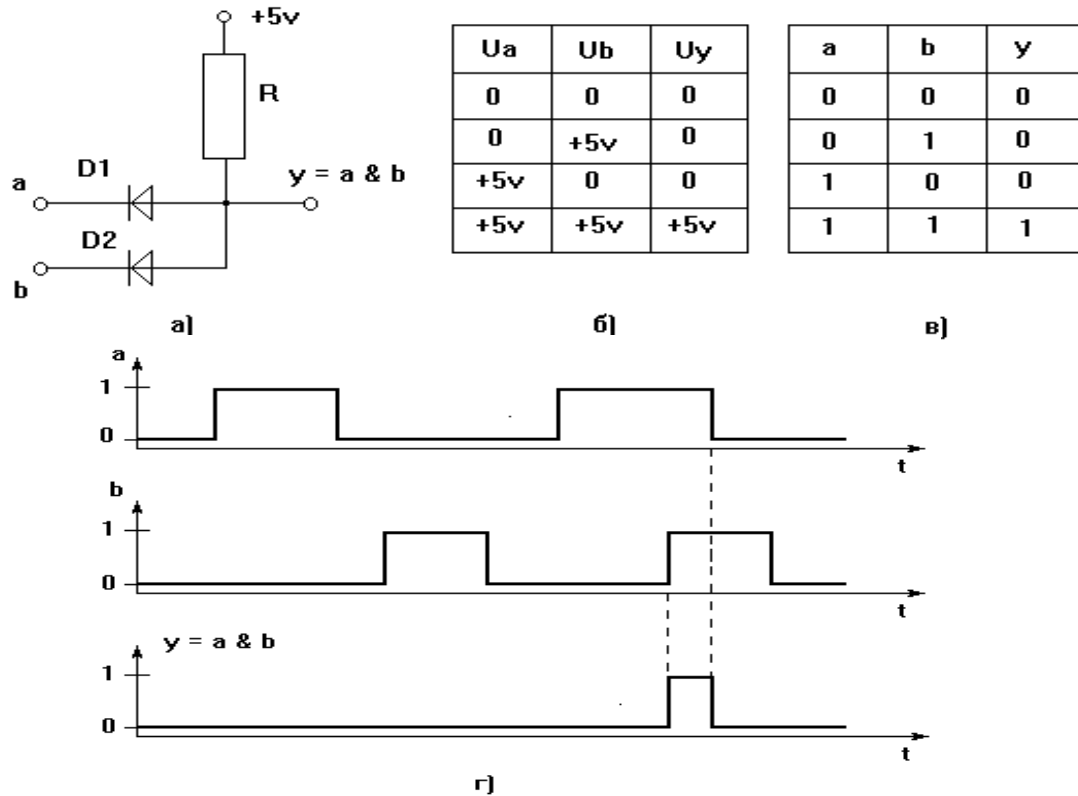 +5v
R
D1
a
y = a & b
D2
b
а)
Ua Ub Uy
0 0 0
0 +5v 0
+5v 0 0
+5v +5v +5v
б)
a b y
0 0 0
0 1 0
1 0 0
1 1 1
в)
a
1
0
t
b
1
0
t
y = a & b
1
0
t
г)